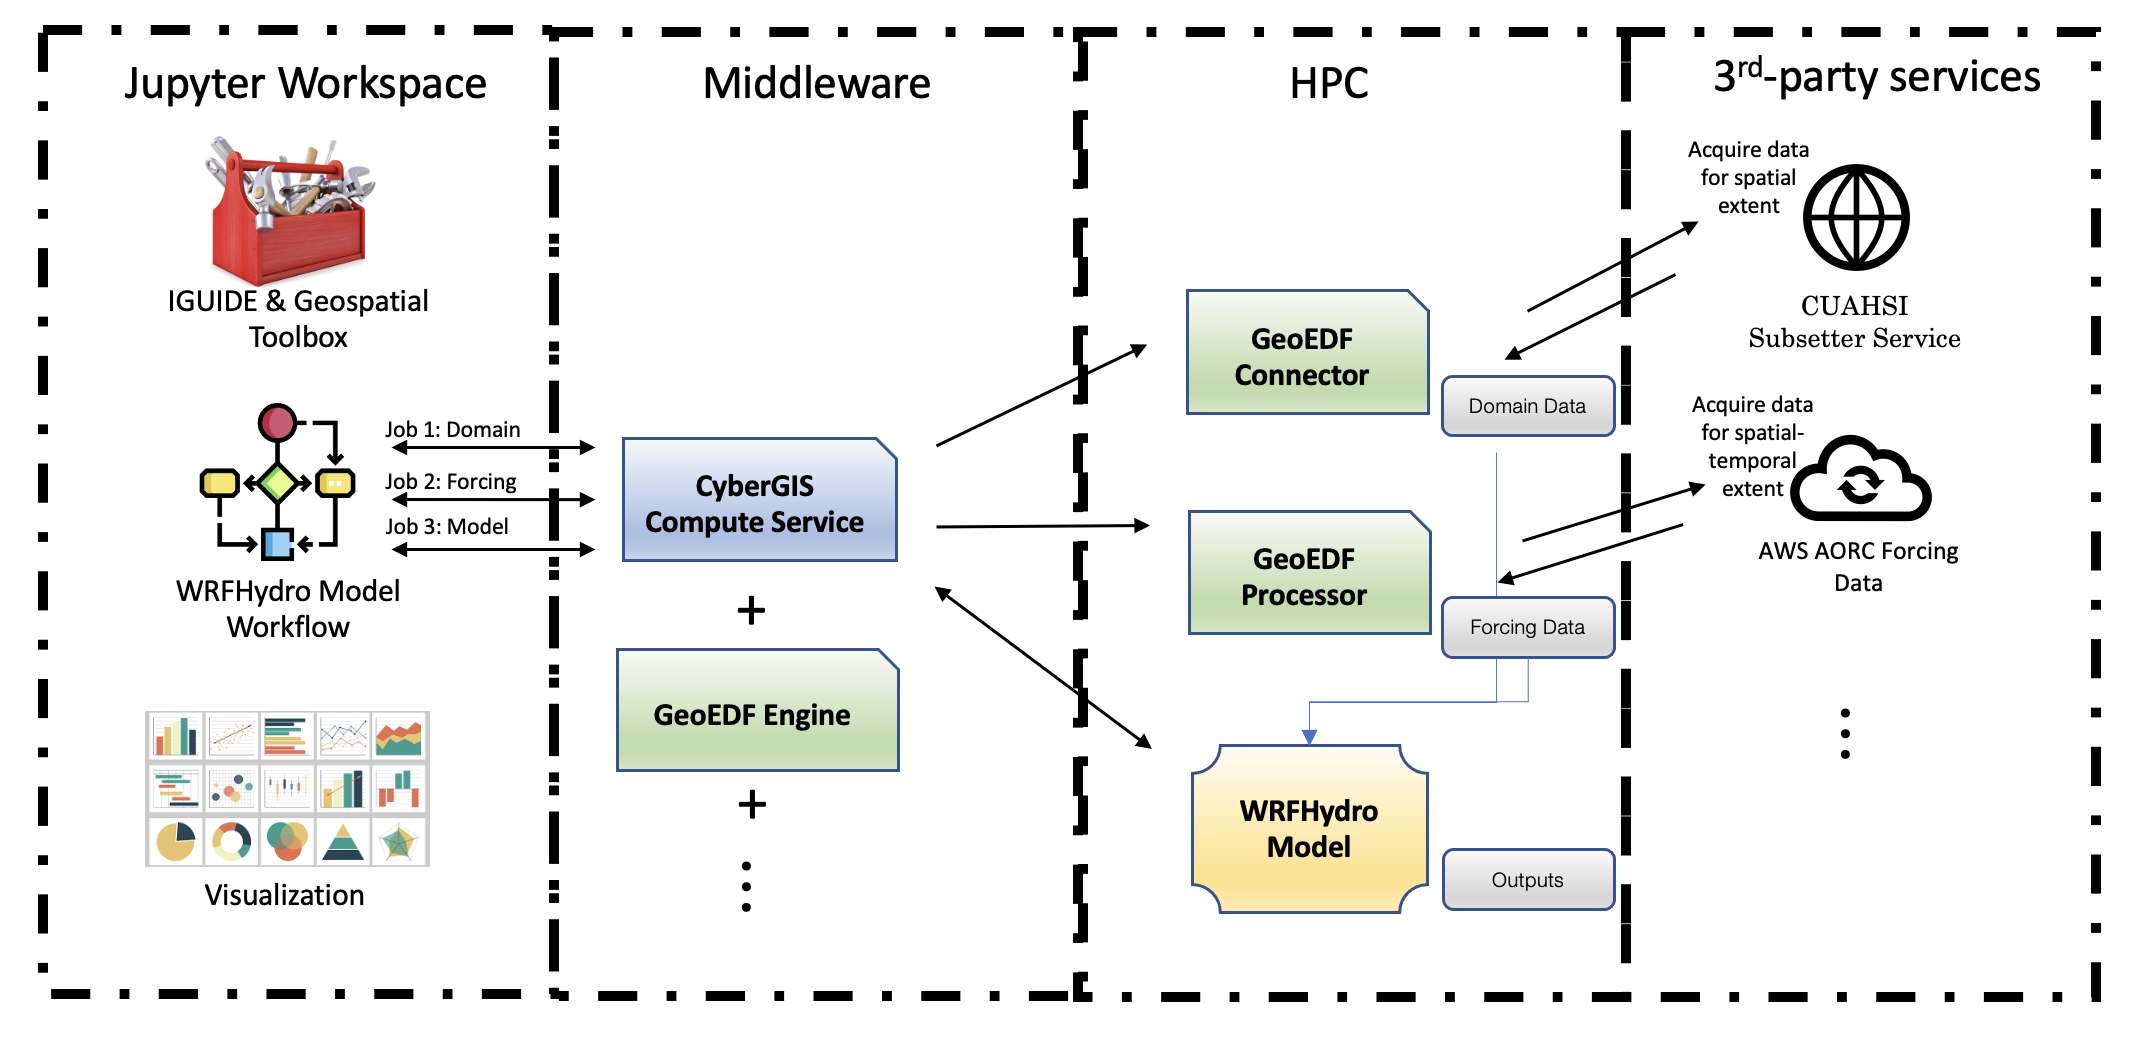 Jupyter Workspace
IGUIDE & Geospatial
Toolbox
Job 1: Domain
Job 2: Forcing
Job 3: Model
WRFHydro Model
Workflow
Visualization
Middleware
CyberGIS
Compute Service
+
GeoEDF Engine
+
HPC
GeoEDF
Connector
Domain Data
GeoEDF
Processor
Forcing Data
WRFHydro
Model
Outputs
3rd-party services
Acquire data
for spatial
extent
CUAHSI
Subsetter Service
Acquire data
for spatial-
temporal
extent
AWS AORC Forcing
Data